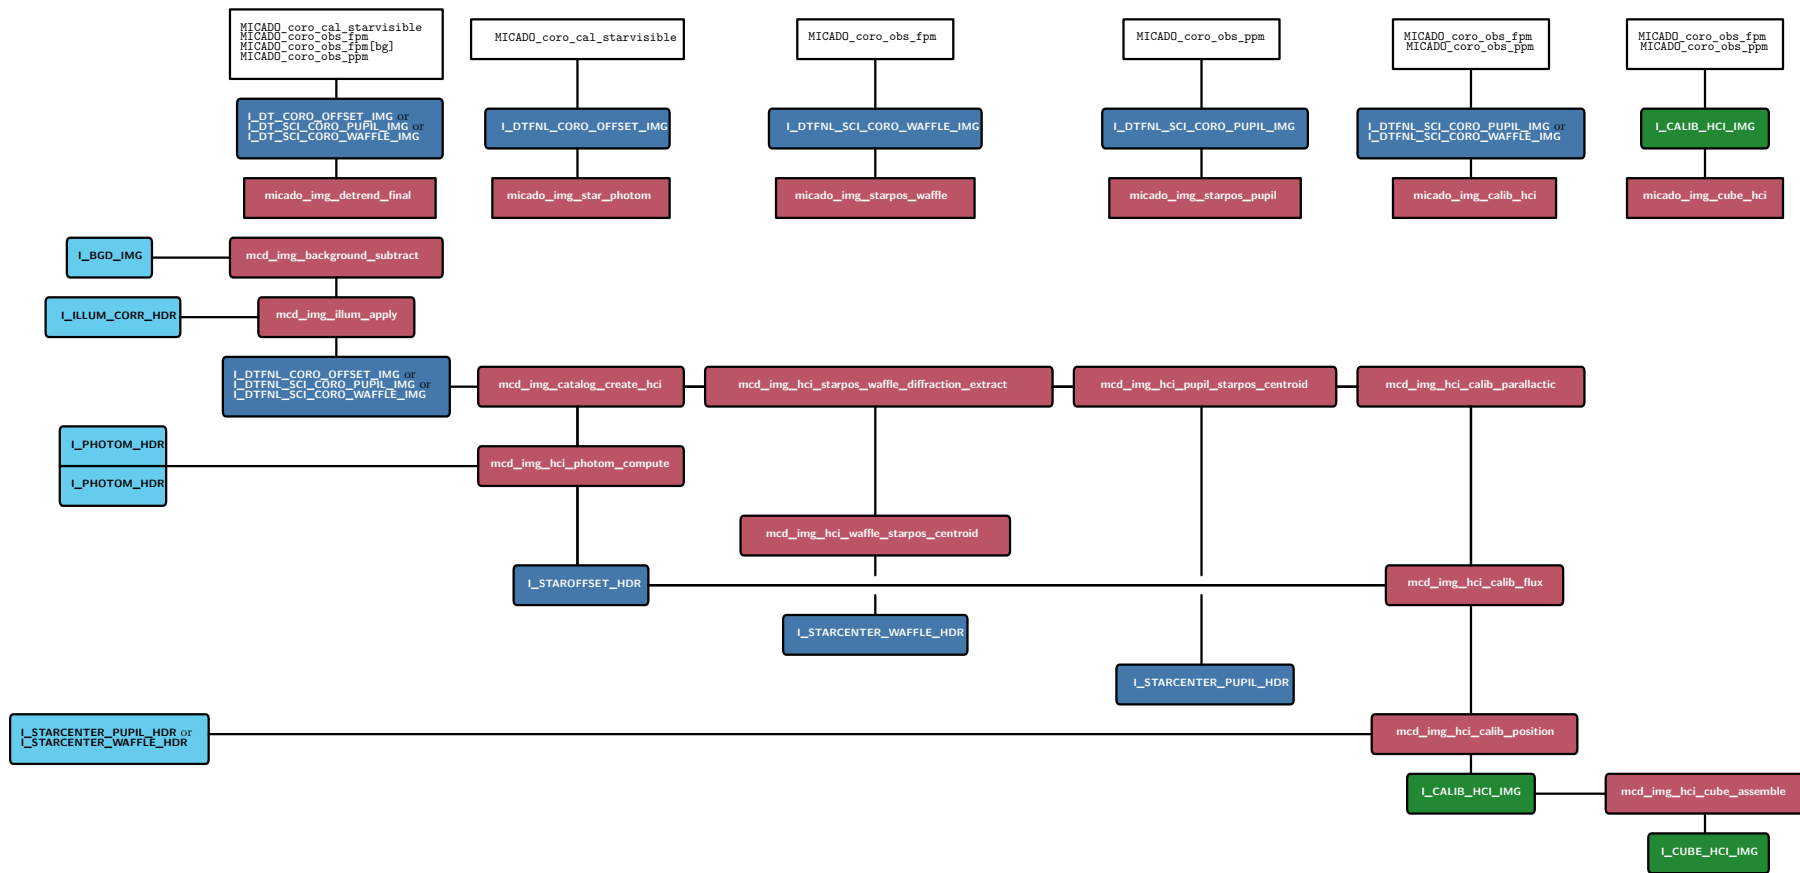 MICADO_coro_cal_starvisible
MICADO_coro_obs_fpm
MICADO_coro_obs_fpm[bg]
MICADO_coro_obs_ppm
MICADO_coro_cal_starvisible
MICADO_coro_obs_fpm
MICADO_coro_obs_ppm
MICADO_coro_obs_fpm
MICADO_coro_obs_ppm
MICADO_coro_obs_fpm
MICADO_coro_obs_ppm
I_DT_CORO_OFFSET_IMG or
I_DT_SCI_CORO_PUPIL_IMG or
I_DT_SCI_CORO_WAFFLE_IMG
I_DTFNL_CORO_OFFSET_IMG
I_DTFNL_SCI_CORO_WAFFLE_IMG
I_DTFNL_SCI_CORO_PUPIL_IMG
I_DTFNL_SCI_CORO_PUPIL_IMG or
I_DTFNL_SCI_CORO_WAFFLE_IMG
I_CALIB_HCI_IMG
micado_img_detrend_final
micado_img_star_photom
micado_img_starpos_waffle
micado_img_starpos_pupil
micado_img_calib_hci
micado_img_cube_hci
I_BGD_IMG
mcd_img_background_subtract
I_ILLUM_CORR_HDR
mcd_img_illum_apply
I_DTFNL_CORO_OFFSET_IMG or
I_DTFNL_SCI_CORO_PUPIL_IMG or
I_DTFNL_SCI_CORO_WAFFLE_IMG
mcd_img_catalog_create_hci
mcd_img_hci_starpos_waffle_diffraction_extract
mcd_img_hci_pupil_starpos_centroid
mcd_img_hci_calib_parallactic
I_PHOTOM_HDR
I_PHOTOM_HDR
mcd_img_hci_photom_compute
mcd_img_hci_waffle_starpos_centroid
I_STAROFFSET_HDR
mcd_img_hci_calib_flux
I_STARCENTER_WAFFLE_HDR
I_STARCENTER_PUPIL_HDR
I_STARCENTER_PUPIL_HDR or
I_STARCENTER_WAFFLE_HDR
mcd_img_hci_calib_position
I_CALIB_HCI_IMG
mcd_img_hci_cube_assemble
I_CUBE_HCI_IMG